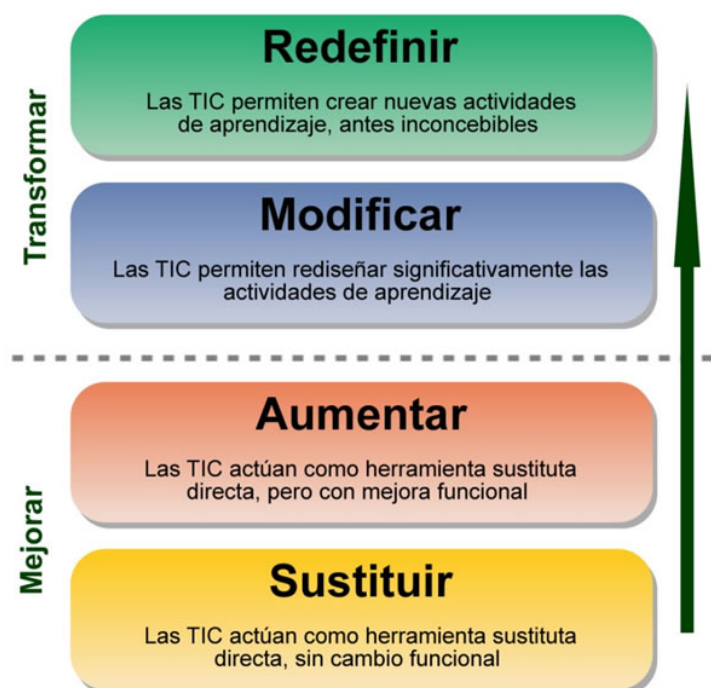 Transformar
Redefinir
Las TIC permiten crear nuevas actividades
de aprendizaje, antes inconcebibles
Modificar
Las TIC permiten rediseñar significativamente las
actividades de aprendizaje
Mejorar
Aumentar
Las TIC actúan como herramienta sustituta
directa, pero con mejora funcional
Sustituir
Las TIC actúan como herramienta sustituta
directa, sin cambio funcional